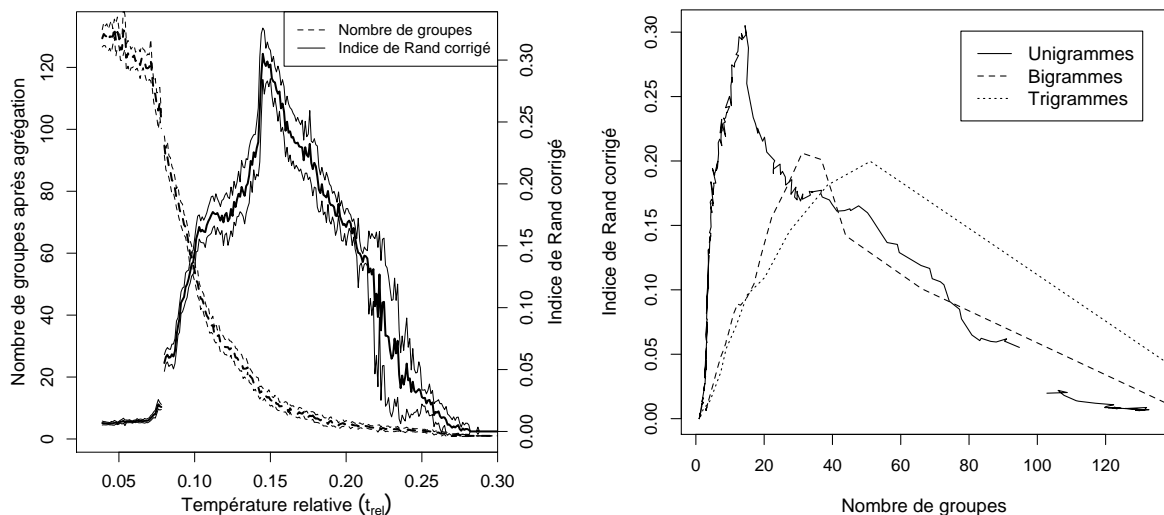 Nombre de groupes après agrégation
0 20 40 60 80 100 120
0.05 0.10 0.15 0.20 0.25 0.30
Température relative (trel)
0.00 0.05 0.10 0.15 0.20 0.25 0.30
Indice de Rand corrigé
Nombre de groupes
Indice de Rand corrigé
Indice de Rand corrigé
0.00 0.05 0.10 0.15 0.20 0.25 0.30
0 20 40 60 80 100 120
Nombre de groupes
Unigrammes
Bigrammes
Trigrammes